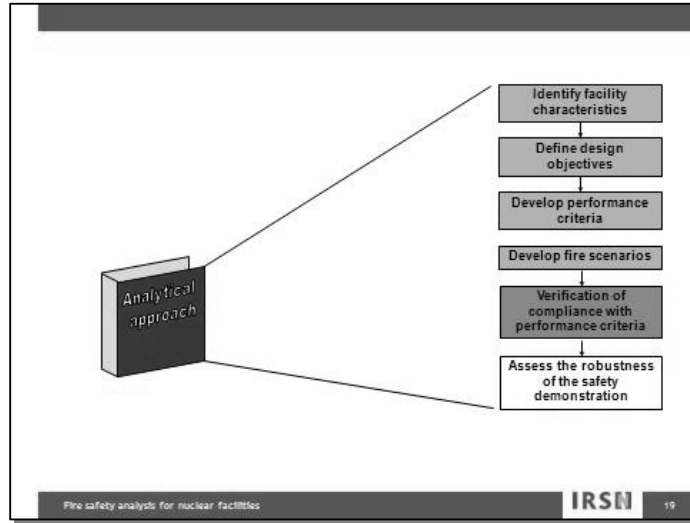 Identify facility
characteristics
Define design
objectives
Develop performance
criteria
Develop fire scenarios
Verification of
compliance with
performance criteria
Assess the robustness
of the safety
demonstration
Analytical
approach
Fire safety analysis for nuclear facilities
IRSN
19